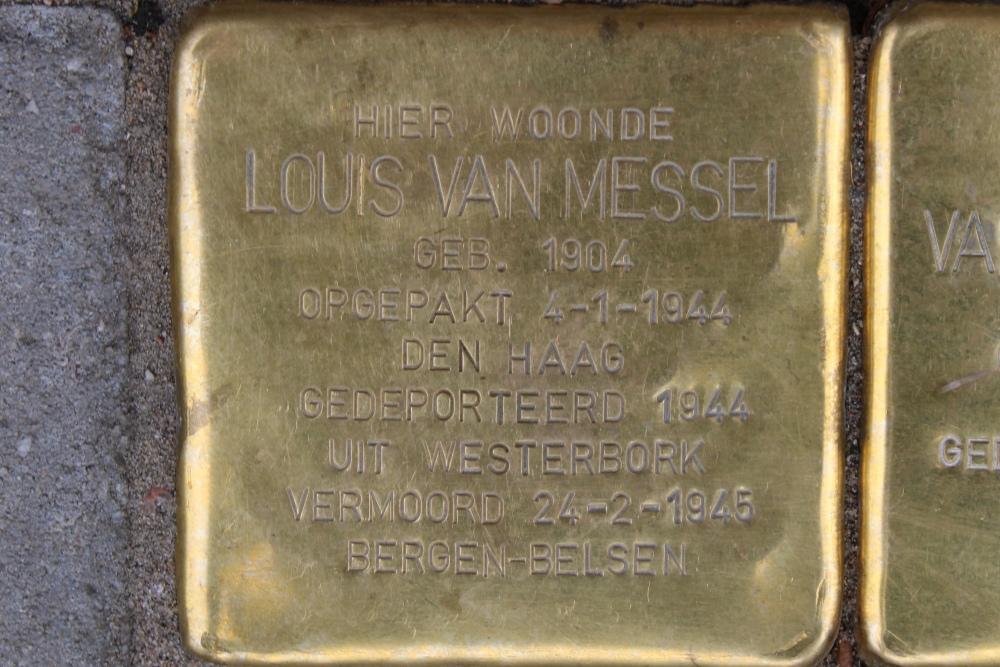 HIER WOONDE
LOUIS VAN MESSEL
GEB. 1904
OPGEPAKT 4-1-1944
DEN HAAG
GEDEPORTEERD 1944
UIT WESTERBORK
VERMOORD 24-2-1945
BERGEN-BELSEN